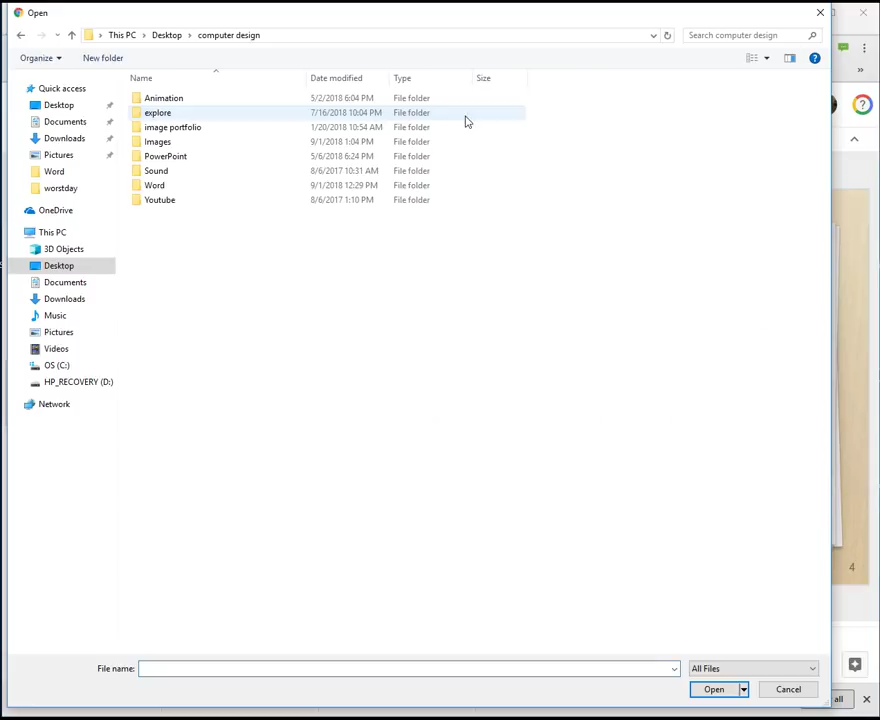 Open
This PC Desktop computer design Search computer design
Organize New folder
Name Date modified Type Size
Quick access
Desktop
Documents
Downloads
Pictures
Word
worstday
OneDrive
This PC
3D Objects
Desktop
Documents
Downloads
Music
Pictures
Videos
OS (C:)
HP_RECOVERY (D:)
Network
Animation 5/2/2018 6:04 PM File folder
explore 7/16/2018 10:04 PM File folder
image portfolio 1/20/2018 10:54 AM File folder
Images 9/1/2018 1:04 PM File folder
PowerPoint 5/6/2018 6:24 PM File folder
Sound 8/6/2017 10:31 AM File folder
Word 9/1/2018 12:29 PM File folder
Youtube 8/6/2017 1:10 PM File folder
4
File name: All Files
Open Cancel
all